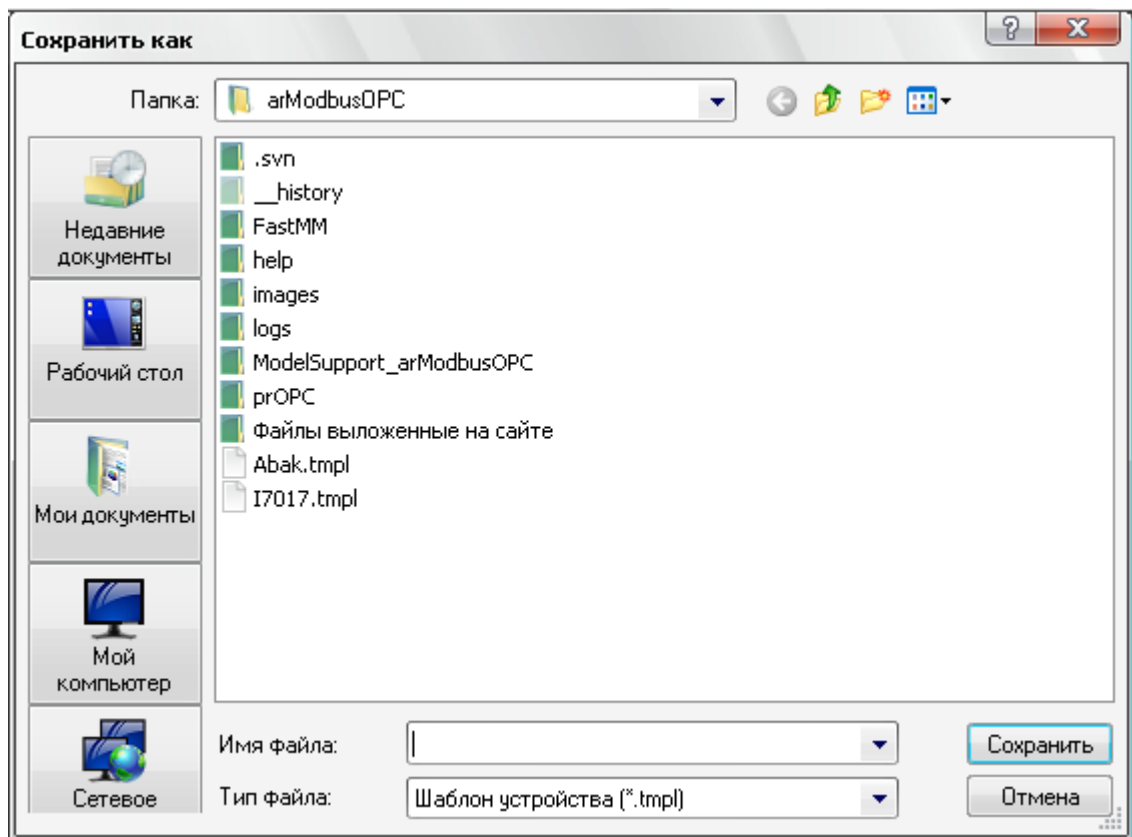 Сохранить как
?
Папка:
arModbusOPC
Недавние
документы
Рабочий стол
Мои документы
Мой
компьютер
Сетевое
.svn
__history
FastMM
help
images
logs
ModelSupport_arModbusOPC
prOPC
Файлы выложенные на сайте
Abak.tmpl
I7017.tmpl
Имя файла:
Сохранить
Тип файла:
Шаблон устройства (*.tmpl)
Отмена